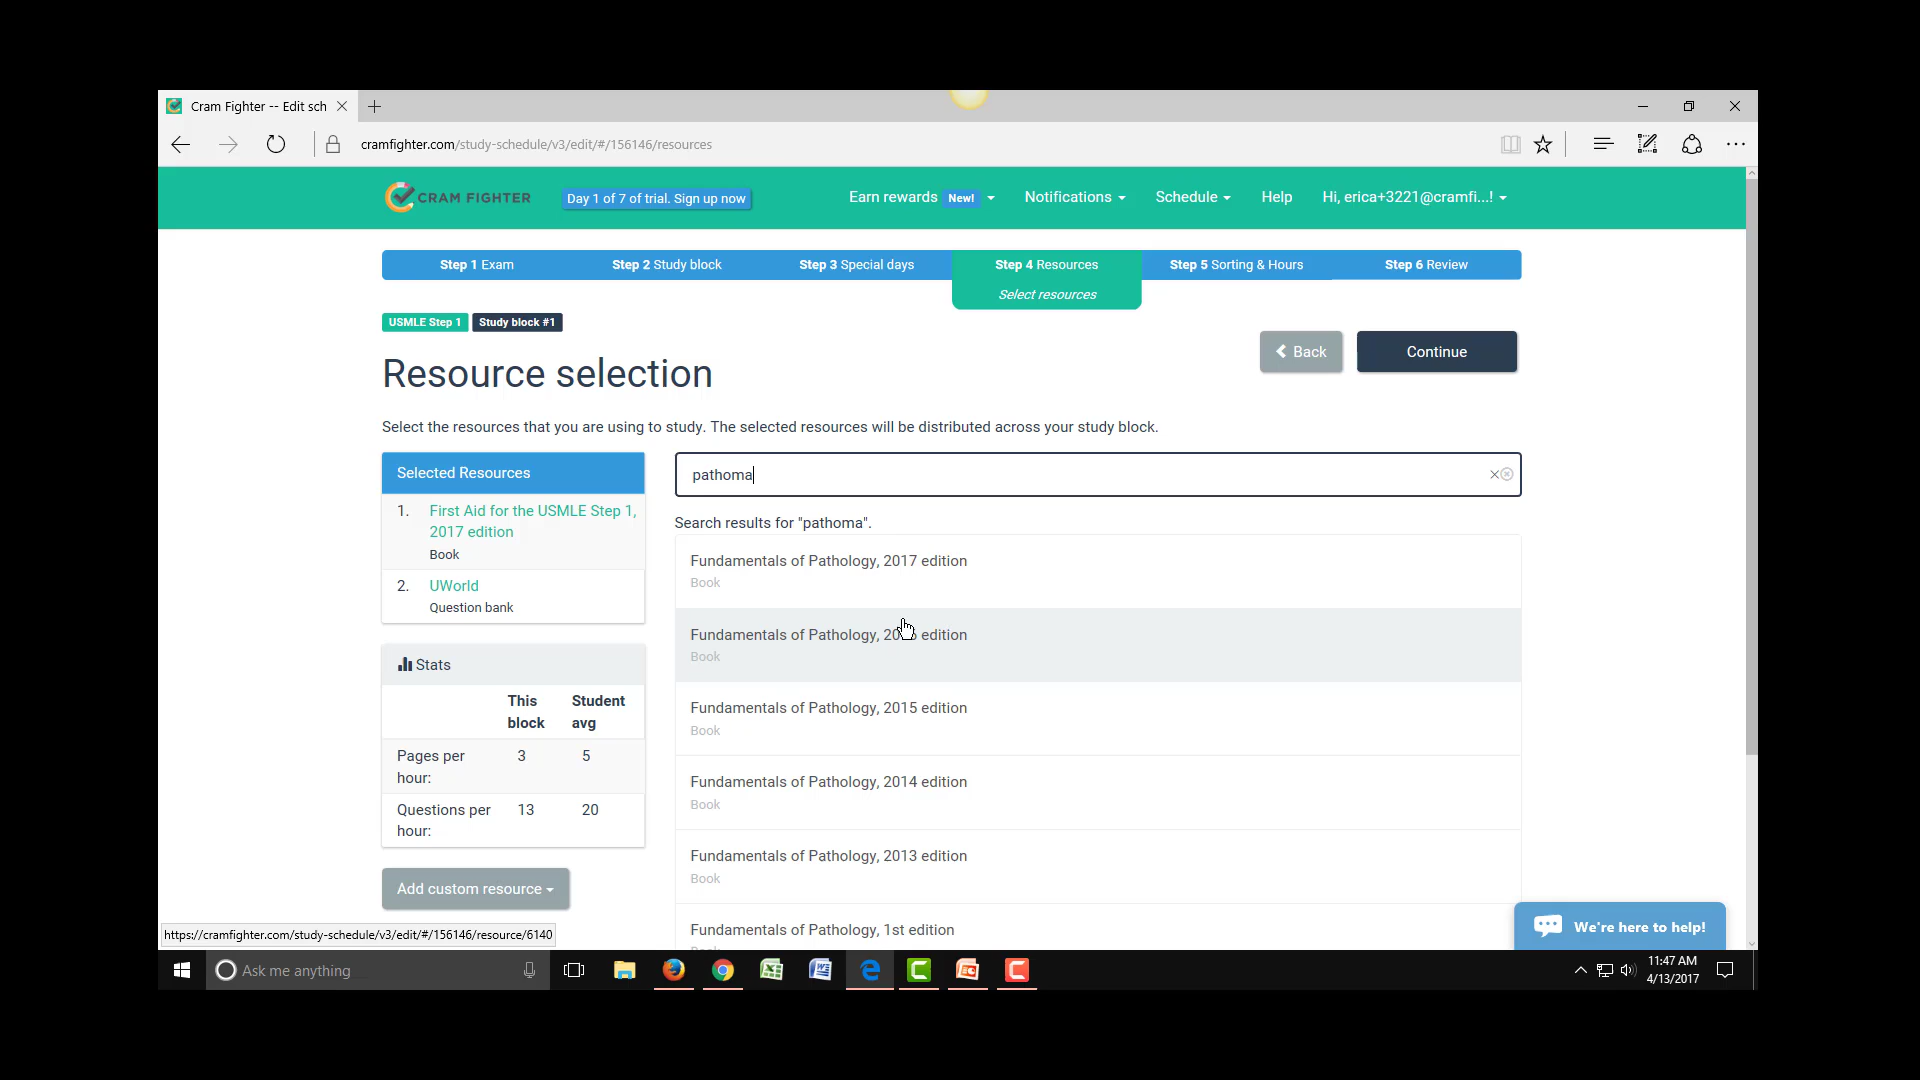 Cram Fighter -- Edit sch
cramfighter.com/study-schedule/v3/edit/#/156146/resources
CRAM FIGHTER
Day 1 of 7 of trial. Sign up now
Earn rewards New!
Notifications
Schedule
Help
Hi, erica+3221@cramfi...!
Step 1 Exam
Step 2 Study block
Step 3 Special days
Step 4 Resources
Step 5 Sorting & Hours
Step 6 Review
Select resources
USMLE Step 1
Study block #1
Back
Continue
Resource selection
Select the resources that you are using to study. The selected resources will be distributed across your study block.
Selected Resources
1. First Aid for the USMLE Step 1,
2017 edition
Book
2. UWorld
Question bank
Stats
This Student
block avg
Pages per 3 5
hour:
Questions per 13 20
hour:
Add custom resource
pathoma
Search results for "pathoma".
Fundamentals of Pathology, 2017 edition
Book
Fundamentals of Pathology, edition
Book
Fundamentals of Pathology, 2015 edition
Book
Fundamentals of Pathology, 2014 edition
Book
Fundamentals of Pathology, 2013 edition
Book
Fundamentals of Pathology, 1st edition
We're here to help!
https://cramfighter.com/study-schedule/v3/edit/#/156146/resource/6140
Ask me anything
11:47 AM
4/13/2017